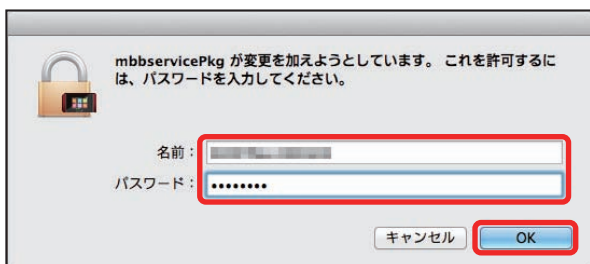 mbbservicePkg が変更を加えようとしています。 これを許可するに
は、パスワードを入力してください。
名前：
パスワード： ••••••••
キャンセル
OK